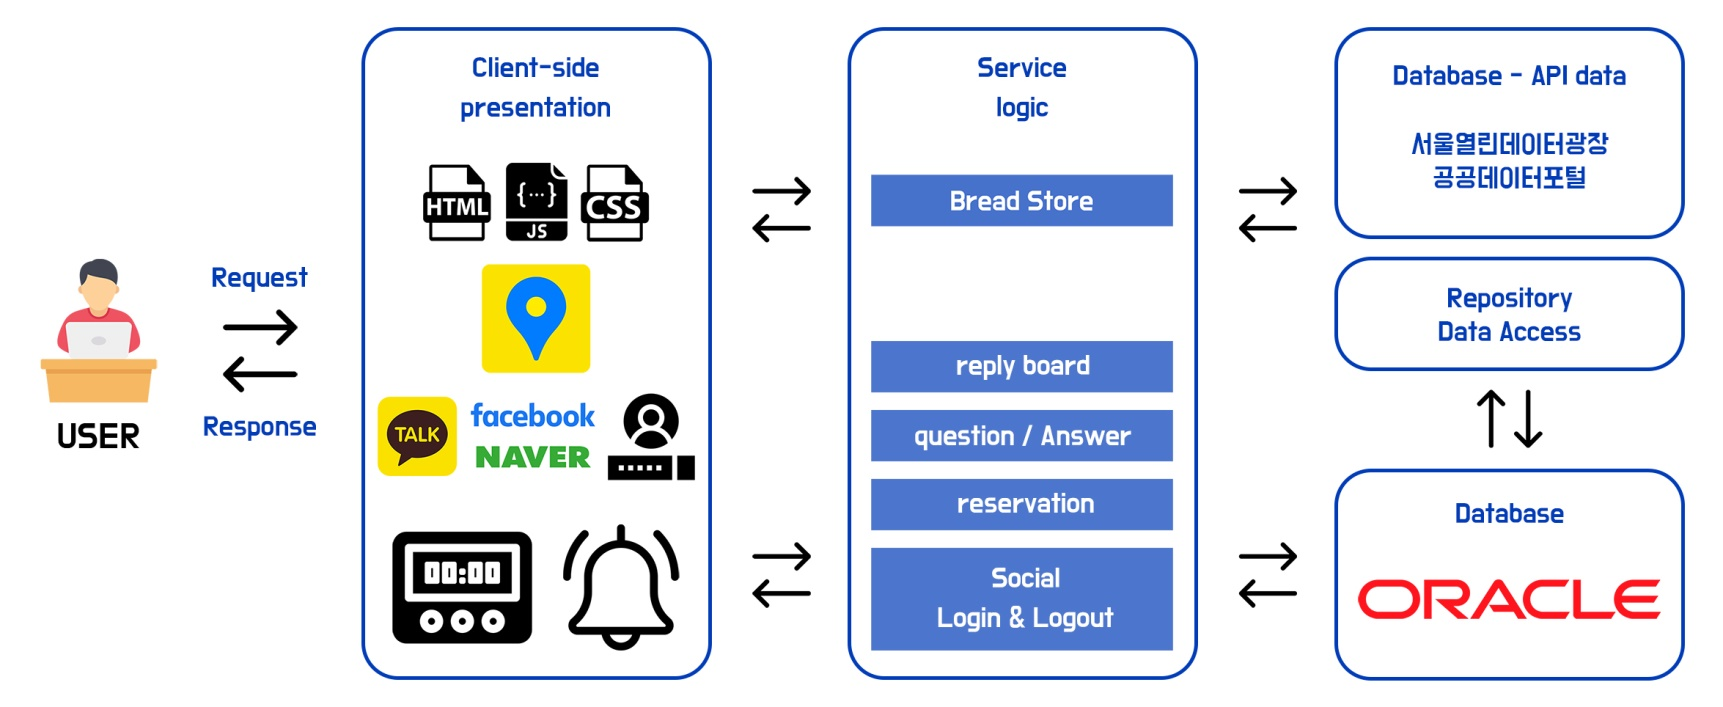 USER
Request
Response
Client-side
presentation
HTML
{...}
JS
CSS
TALK
facebook
NAVER
00:00
Service
logic
Bread Store
reply board
question / Answer
reservation
Social
Login & Logout
Database - API data
서울열린데이터광장
공공데이터포털
Repository
Data Access
Database
ORACLE